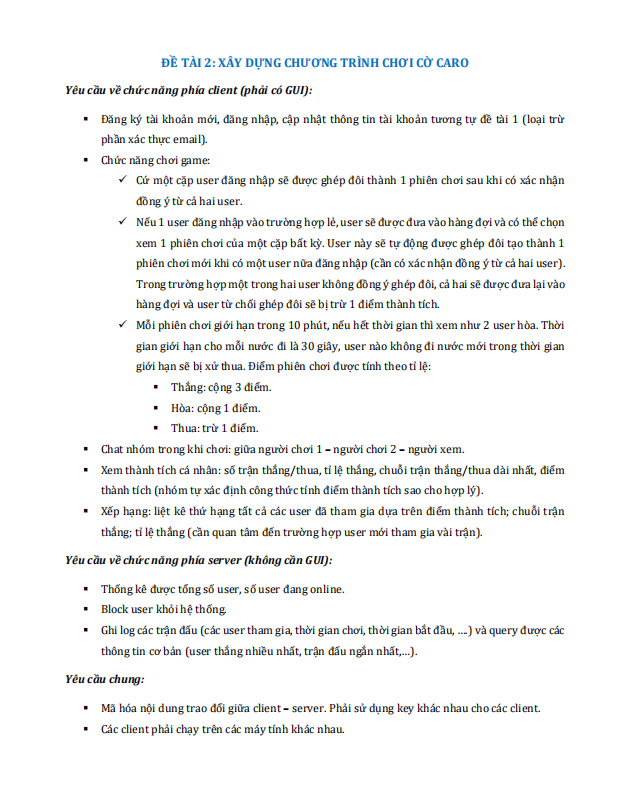 ĐỀ TÀI 2: XÂY DỰNG CHƯƠNG TRÌNH CHƠI CỜ CARO
Yêu cầu về chức năng phía client (phải có GUI):
▪ Đăng ký tài khoản mới, đăng nhập, cập nhật thông tin tài khoản tương tự đề tài 1 (loại trừ
phần xác thực email).
▪ Chức năng chơi game:
✓ Cứ một cặp user đăng nhập sẽ được ghép đôi thành 1 phiên chơi sau khi có xác nhận
đồng ý từ cả hai user.
✓ Nếu 1 user đăng nhập vào trường hợp lẻ, user sẽ được đưa vào hàng đợi và có thể chọn
xem 1 phiên chơi của một cặp bất kỳ. User này sẽ tự động được ghép đôi tạo thành 1
phiên chơi mới khi có một user nữa đăng nhập (cần có xác nhận đồng ý từ cả hai user).
Trong trường hợp một trong hai user không đồng ý ghép đôi, cả hai sẽ được đưa lại vào
hàng đợi và user từ chối ghép đôi sẽ bị trừ 1 điểm thành tích.
✓ Mỗi phiên chơi giới hạn trong 10 phút, nếu hết thời gian thì xem như 2 user hòa. Thời
gian giới hạn cho mỗi nước đi là 30 giây, user nào không đi nước mới trong thời gian
giới hạn sẽ bị xử thua. Điểm phiên chơi được tính theo tỉ lệ:
▪ Thắng: cộng 3 điểm.
▪ Hòa: cộng 1 điểm.
▪ Thua: trừ 1 điểm.
▪ Chat nhóm trong khi chơi: giữa người chơi 1 – người chơi 2 – người xem.
▪ Xem thành tích cá nhân: số trận thắng/thua, tỉ lệ thắng, chuỗi trận thắng/thua dài nhất, điểm
thành tích (nhóm tự xác định công thức tính điểm thành tích sao cho hợp lý).
▪ Xếp hạng: liệt kê thứ hạng tất cả các user đã tham gia dựa trên điểm thành tích; chuỗi trận
thắng; tỉ lệ thắng (cần quan tâm đến trường hợp user mới tham gia vài trận).
Yêu cầu về chức năng phía server (không cần GUI):
▪ Thống kê được tổng số user, số user đang online.
▪ Block user khỏi hệ thống.
▪ Ghi log các trận đấu (các user tham gia, thời gian chơi, thời gian bắt đầu, ....) và query được các
thông tin cơ bản (user thắng nhiều nhất, trận đấu ngắn nhất,...).
Yêu cầu chung:
▪ Mã hóa nội dung trao đổi giữa client – server. Phải sử dụng key khác nhau cho các client.
▪ Các client phải chạy trên các máy tính khác nhau.